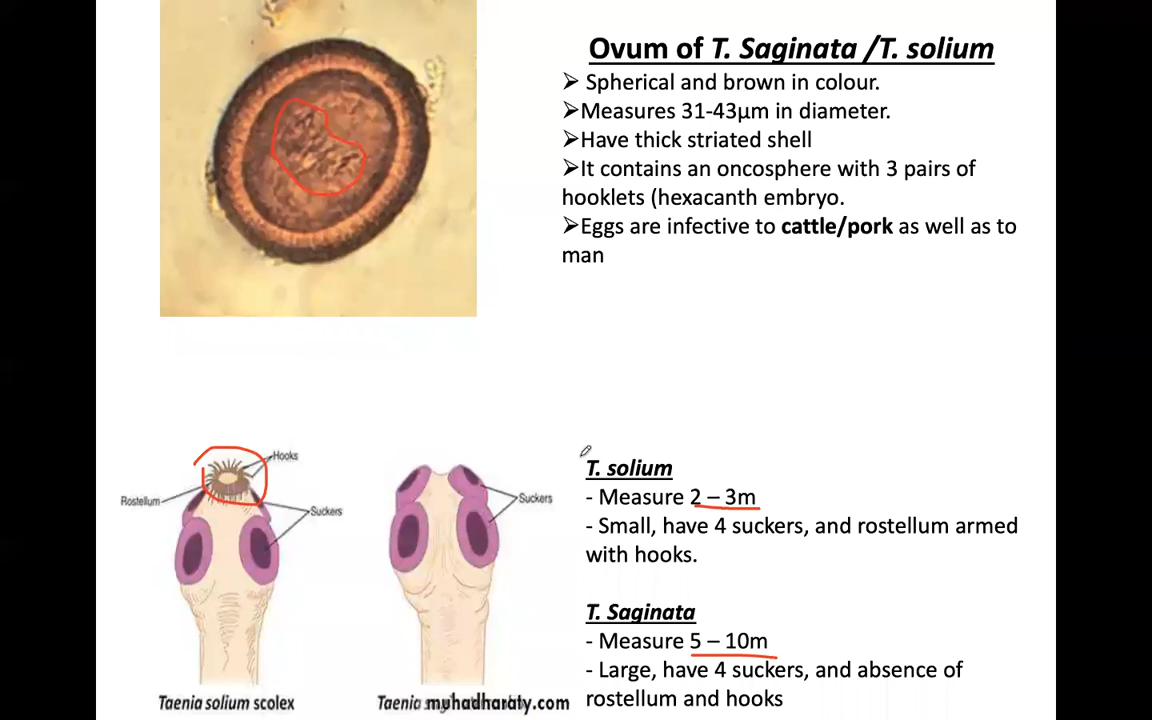 Ovum of T. Saginata /T. solium
➢ Spherical and brown in colour.
➢Measures 31-43µm in diameter.
➢Have thick striated shell
➢It contains an oncosphere with 3 pairs of
hooklets (hexacanth embryo.
➢Eggs are infective to cattle/pork as well as to
man
Hooks
Rostellum
Suckers
Taenia solium scolex
Suckers
Taenia
muhadharaty.com
T. solium
- Measure 2 – 3m
- Small, have 4 suckers, and rostellum armed
with hooks.
T. Saginata
- Measure 5 – 10m
- Large, have 4 suckers, and absence of
rostellum and hooks